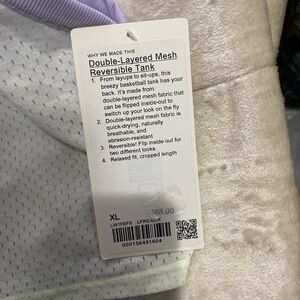 WHY WE MADE THIS
Double-Layered Mesh
Reversible Tank
1. From layups to sit-ups, this
breezy basketball tank has your
back. It's made from
double-layered mesh fabric that
can be flipped inside-out to
switch up your look on the fly
2. Double-layered mesh fabric is
quick-drying, naturally
breathable, and
abrasion-resistant
3. Reversible! Flip inside out for
two different looks
4. Relaxed fit, cropped length
XL
$68.00
000156491604